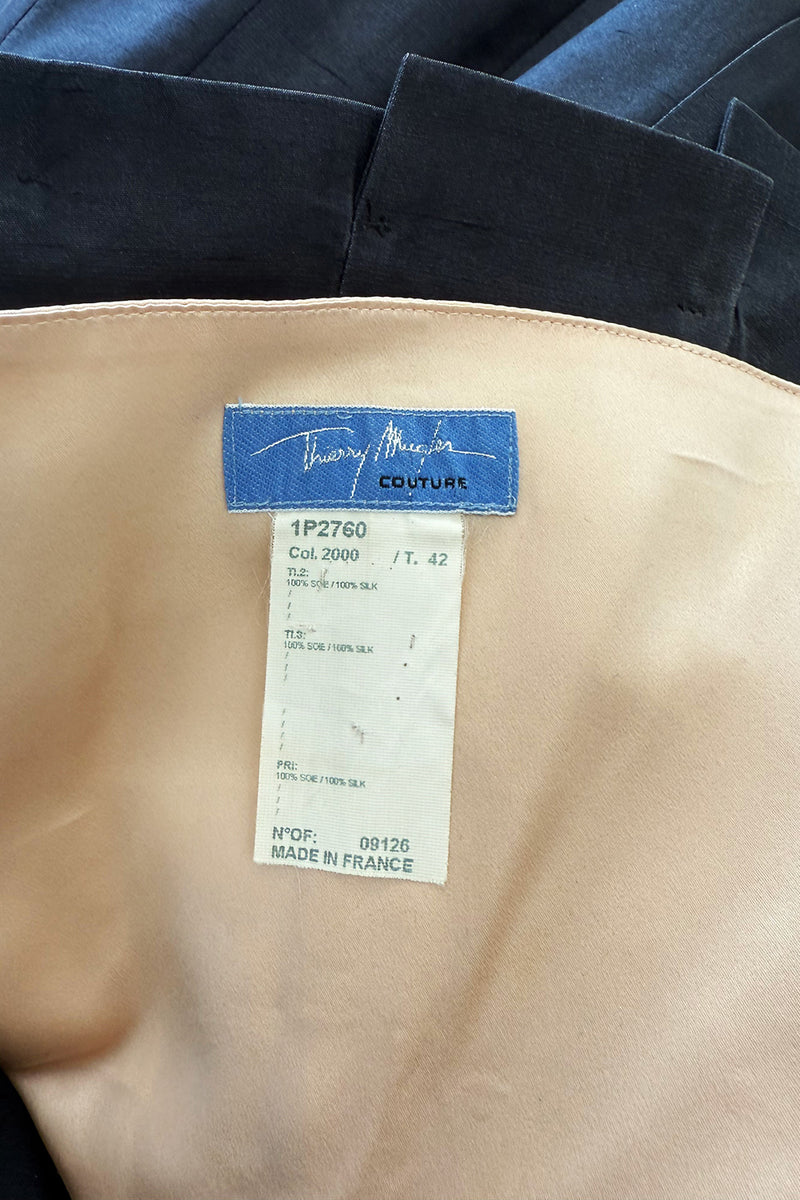 Thierry Mugler
COUTURE
1P2760
Col. 2000 / T. 42
TI.2:
100% SOIE / 100% SILK
/
/
/
TI.3:
100% SOIE / 100% SILK
/
/
/
/
/
/
/
PRI:
100% SOIE / 100% SILK
/
/
/
N°OF: 09126
MADE IN FRANCE